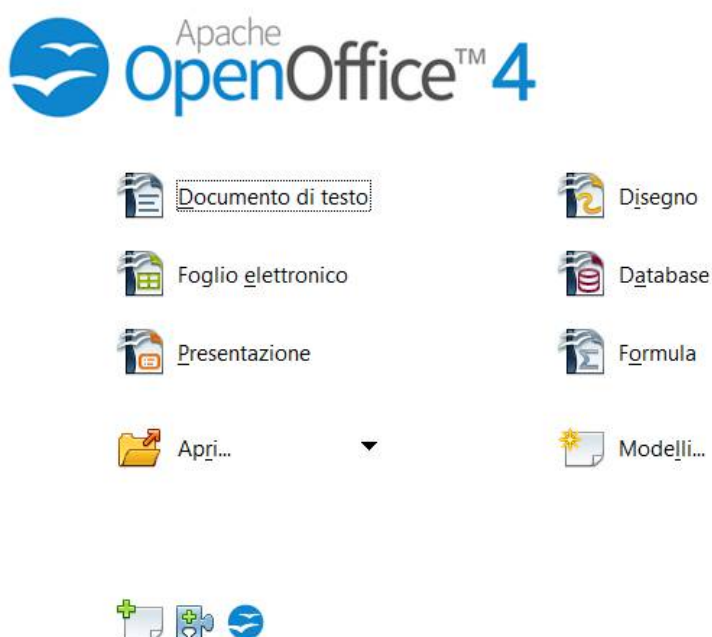 Apache
OpenOffice™ 4
Documento di testo
Disegno
Foglio elettronico
Database
Presentazione
Formula
Apri...
Modelli...